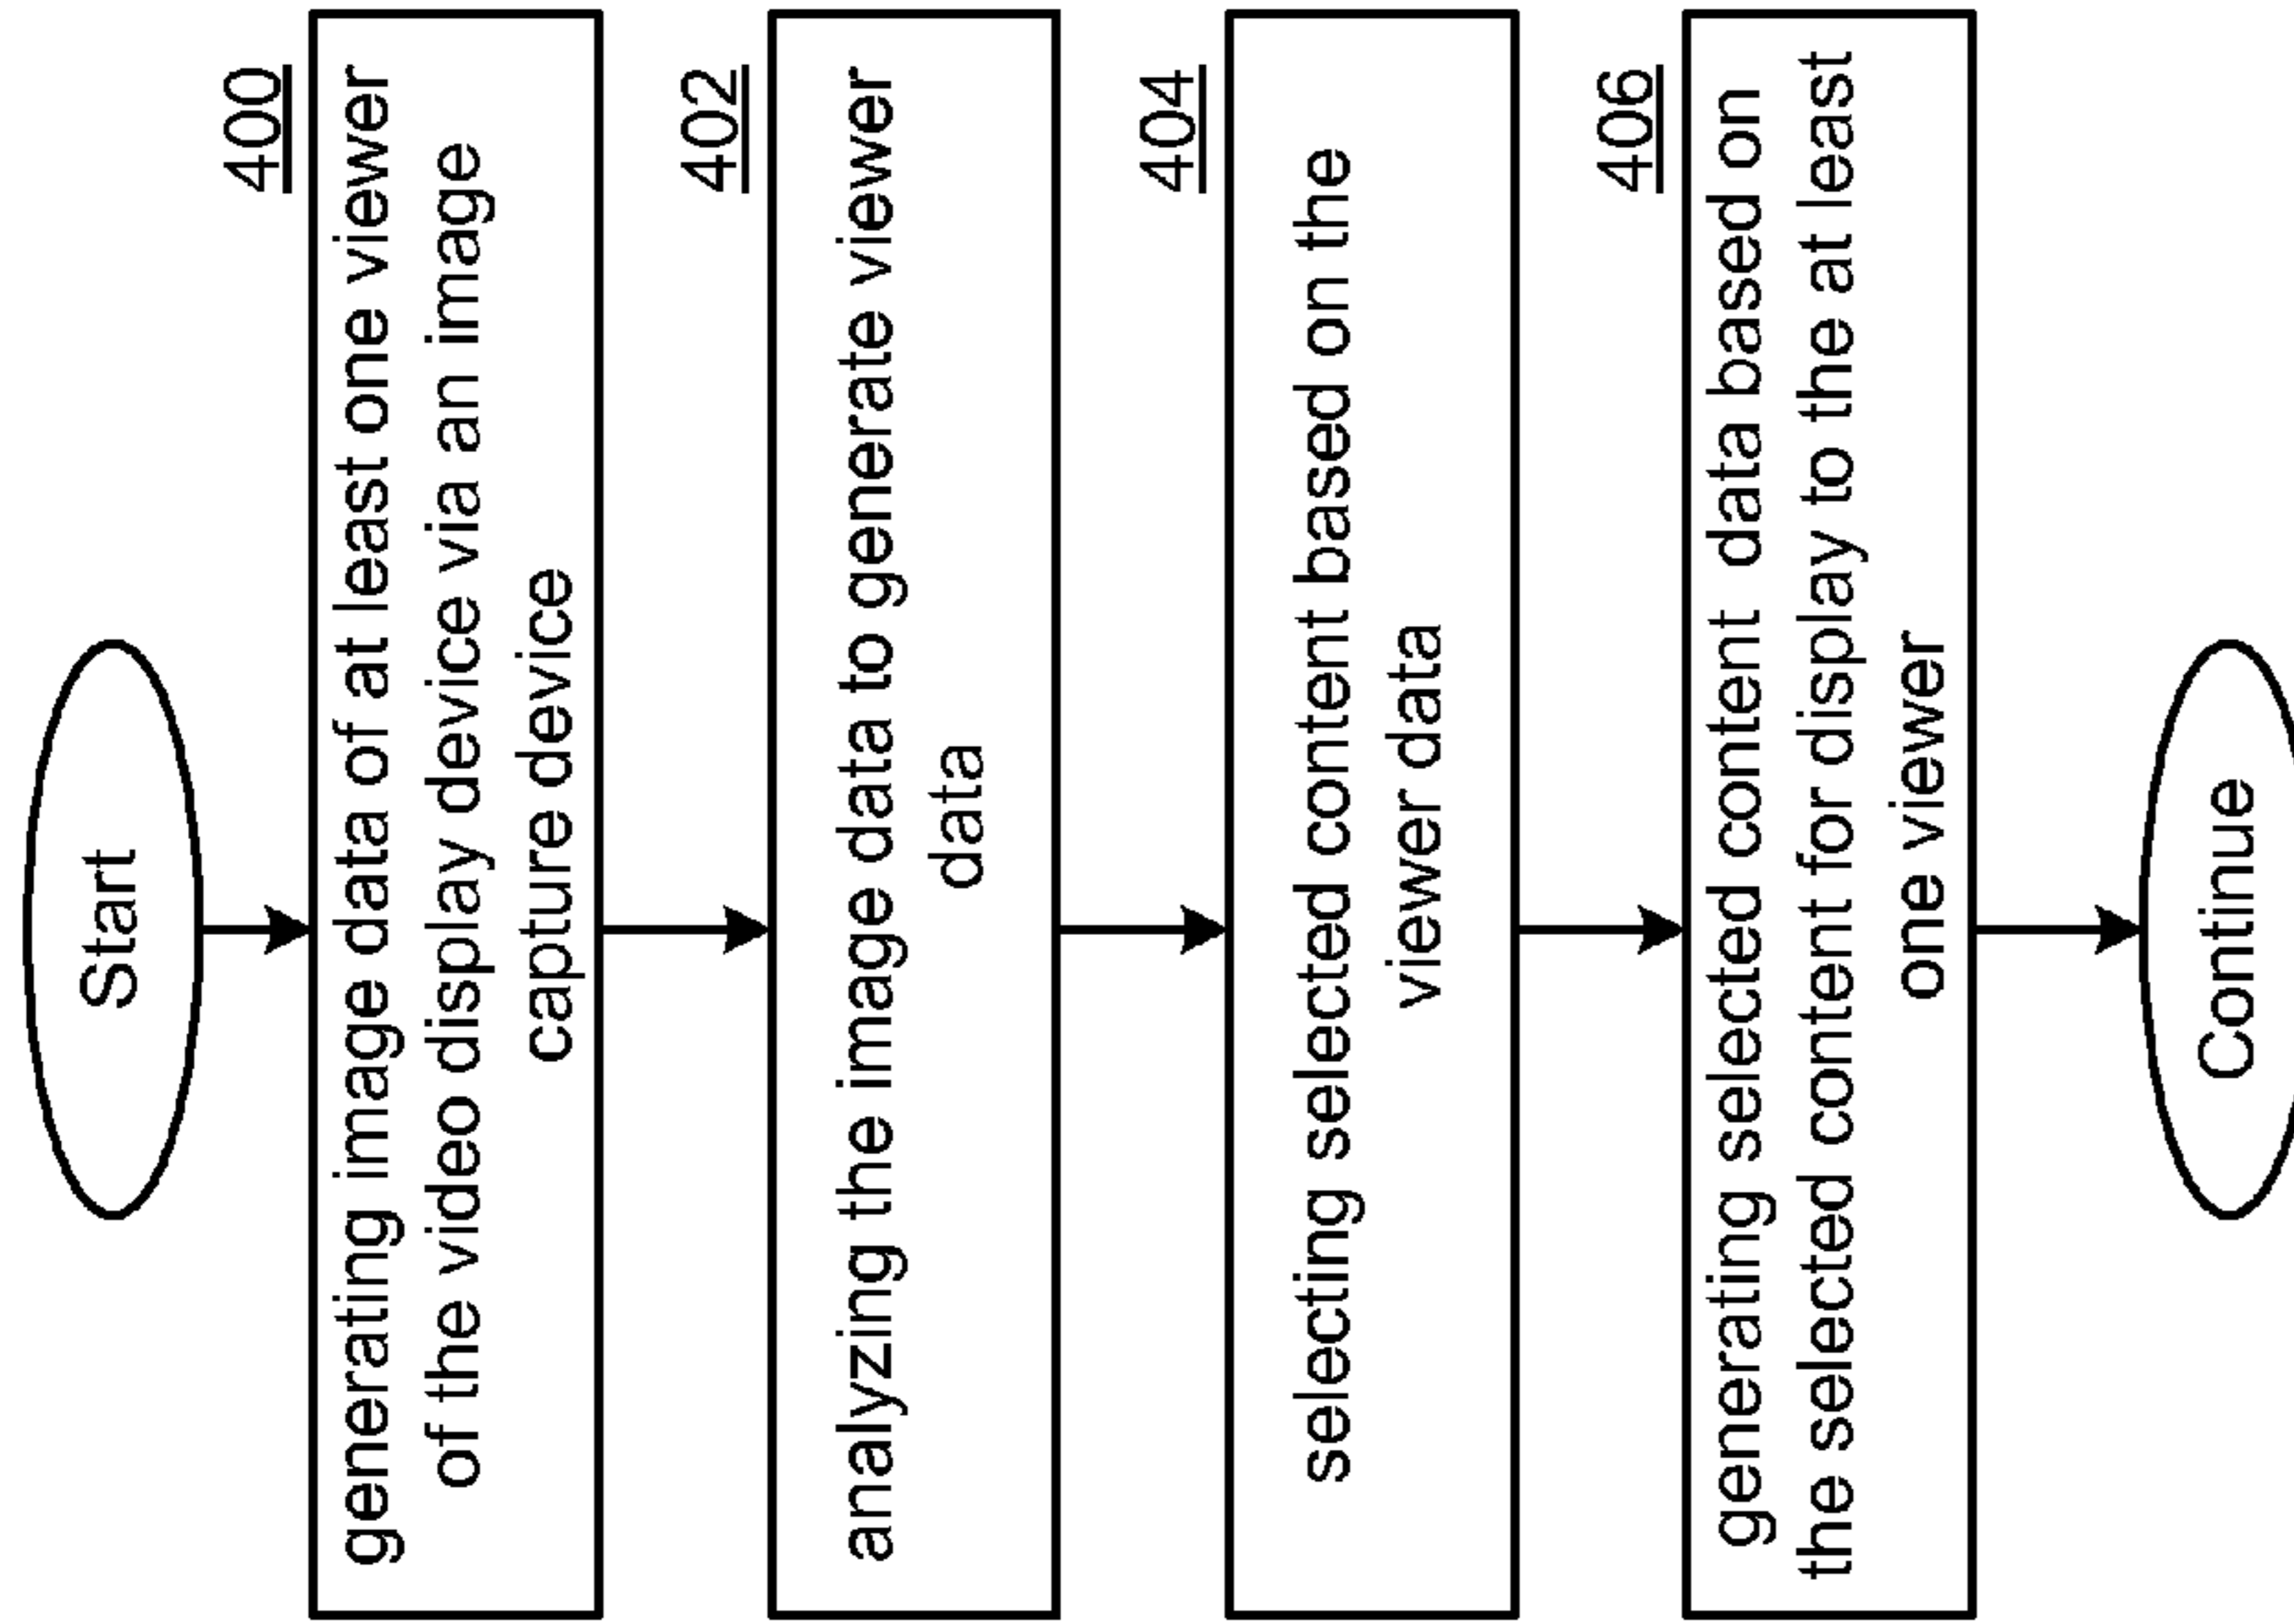 Start
400
generating image data of at least one viewer
of the video display device via an image
capture device
402
analyzing the image data to generate viewer
data
404
selecting selected content based on the
viewer data
406
generating selected content data based on
the selected content for display to the at least
one viewer
Continue